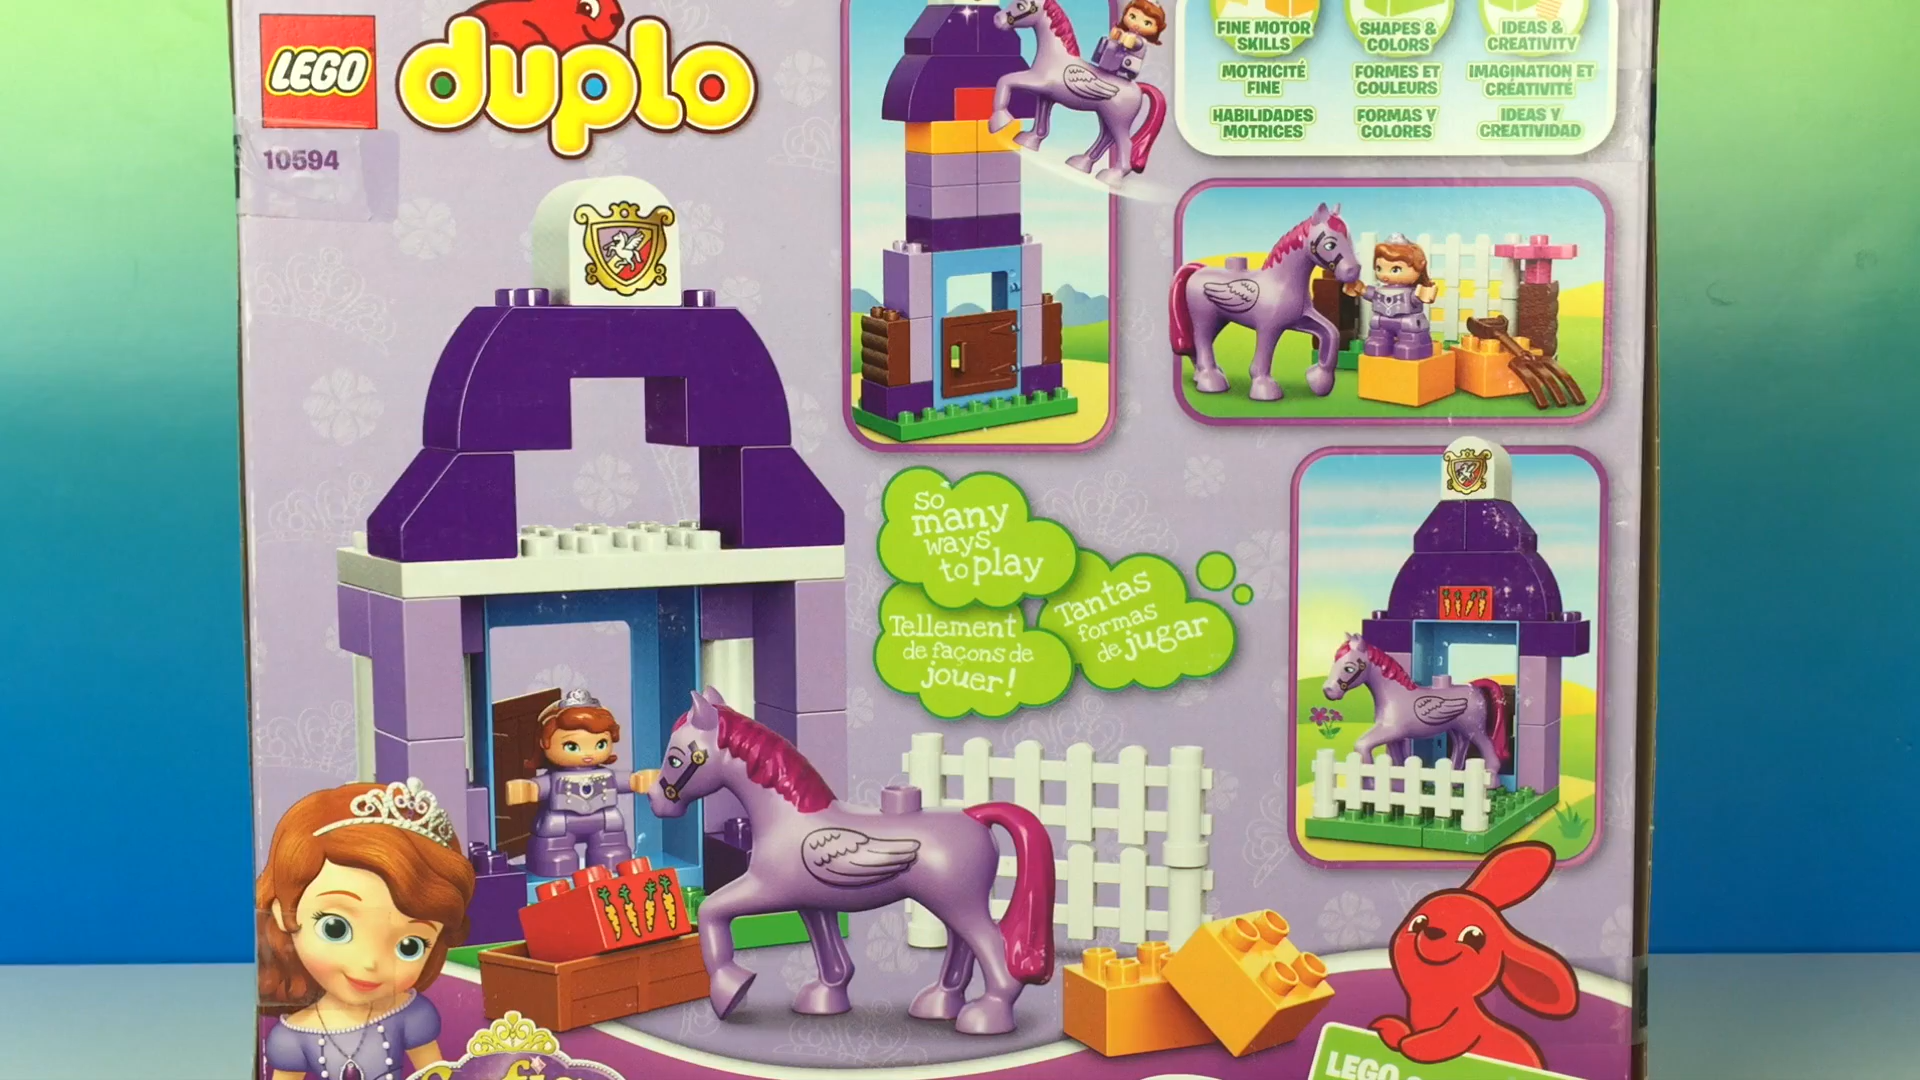 LEGO
duplo
10594
FINE MOTOR
SKILLS
MOTRICITÉ
FINE
HABILIDADES
MOTRICES
SHAPES &
COLORS
FORMES ET
COULEURS
FORMAS Y
COLORES
IDEAS &
CREATIVITY
IMAGINATION ET
CRÉATIVITÉ
IDEAS Y
CREATIVIDAD
so
many
ways
to play
Tellement
de façons de
jouer!
Tantas
formas
de jugar
LEGO